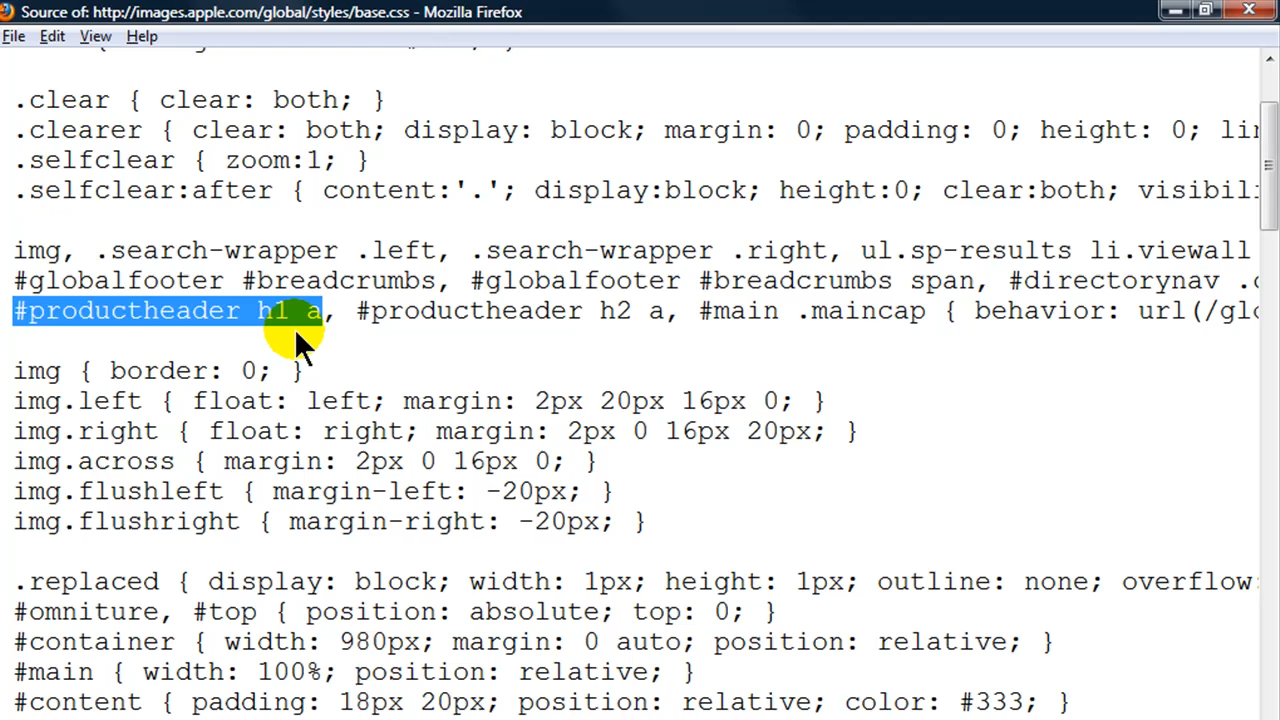 Source of: http://images.apple.com/global/styles/base.css - Mozilla Firefox
File Edit View Help
.clear { clear: both; }
.clearer { clear: both; display: block; margin: 0; padding: 0; height: 0; li
.selfclear { zoom:1; }
.selfclear:after { content:'.'; display:block; height:0; clear:both; visibili
img, .search-wrapper .left, .search-wrapper .right, ul.sp-results li.viewall
#globalfooter #breadcrumbs, #globalfooter #breadcrumbs span, #directorynav .c
#productheader h1 a, #productheader h2 a, #main .maincap { behavior: url(/glo
img { border: 0; }
img.left { float: left; margin: 2px 20px 16px 0; }
img.right { float: right; margin: 2px 0 16px 20px; }
img.across { margin: 2px 0 16px 0; }
img.flushleft { margin-left: -20px; }
img.flushright { margin-right: -20px; }
.replaced { display: block; width: 1px; height: 1px; outline: none; overflow:
#omniture, #top { position: absolute; top: 0; }
#container { width: 980px; margin: 0 auto; position: relative; }
#main { width: 100%; position: relative; }
#content { padding: 18px 20px; position: relative; color: #333; }